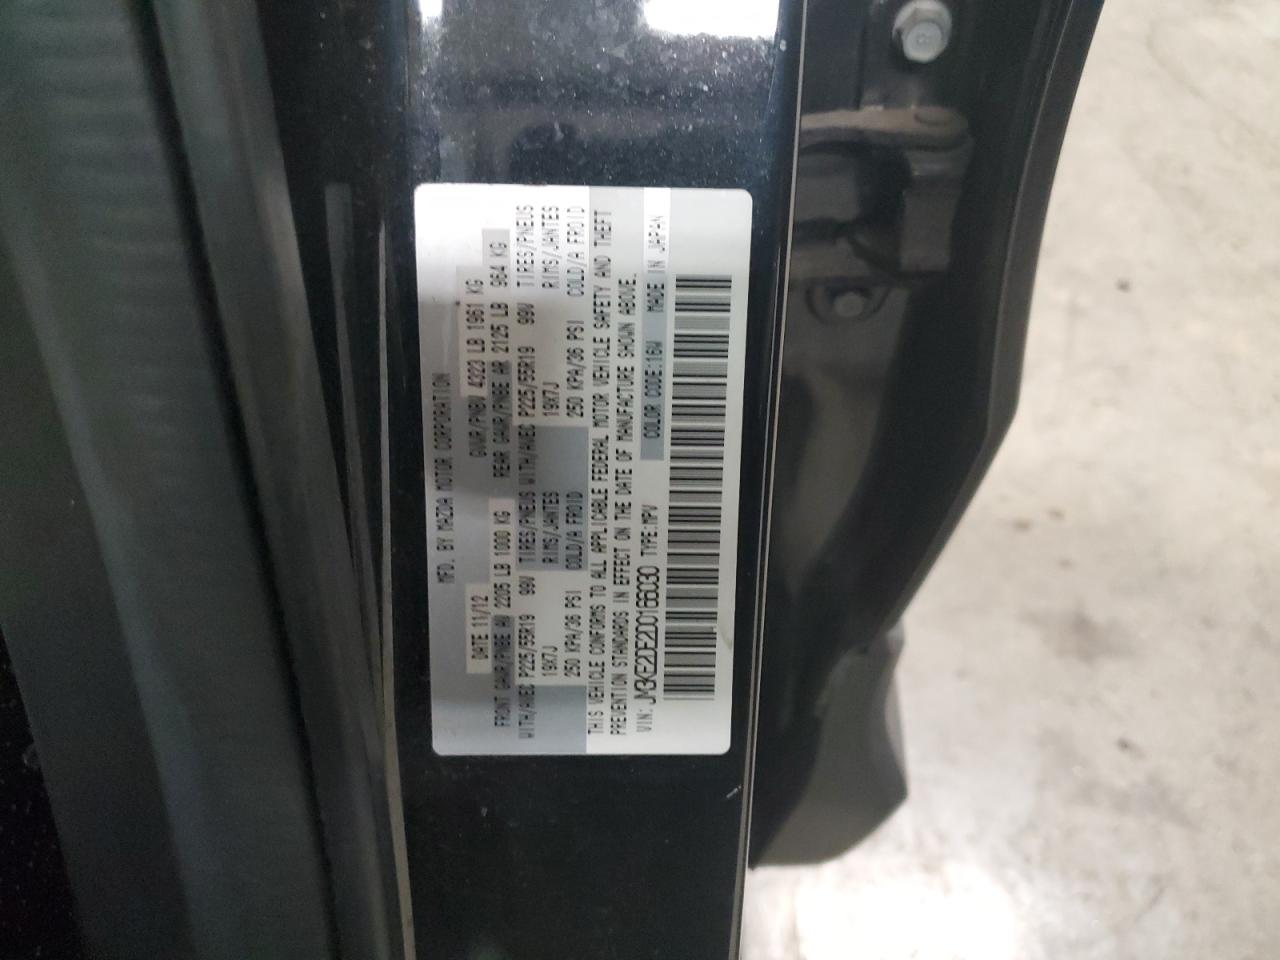 MFD. BY MAZDA MOTOR CORPORATION
DATE 11/12 GVWR/PNBV 4323 LB 1961 KG
FRONT GAWR/PNBE AV 2205 LB 1000 KG REAR GAWR/PNBE AR 2125 LB 964 KG
WITH/AVEC P225/55R19 99V TIRES/PNEUS WITH/AVEC P225/55R19 99V TIRES/PNEUS
19X7J RIMS/JANTES 19X7J RIMS/JANTES
250 KPA/36 PSI COLD/A FROID 250 KPA/36 PSI COLD/A FROID
THIS VEHICLE CONFORMS TO ALL APPLICABLE FEDERAL MOTOR VEHICLE SAFETY AND THEFT
PREVENTION STANDARDS IN EFFECT ON THE DATE OF MANUFACTURE SHOWN ABOVE.
VIN: JM3KE2DE2D0166030 TYPE:MPV COLOR CODE:16W MADE IN JAPAN